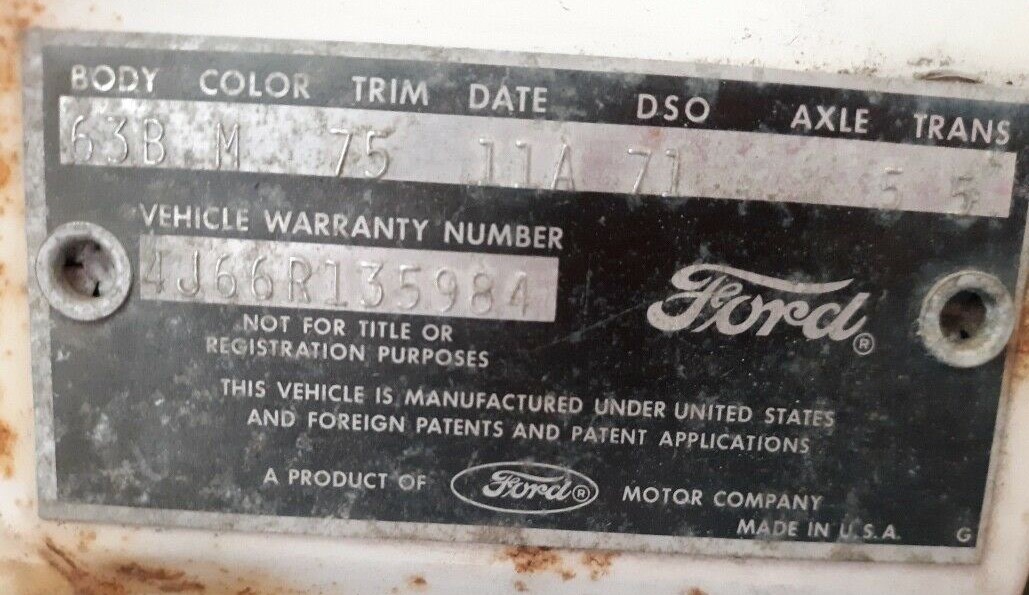 BODY COLOR TRIM DATE DSO AXLE TRANS
63B M 75 11A 71 5 5
VEHICLE WARRANTY NUMBER
4J66R135984
Ford®
NOT FOR TITLE OR
REGISTRATION PURPOSES
THIS VEHICLE IS MANUFACTURED UNDER UNITED STATES
AND FOREIGN PATENTS AND PATENT APPLICATIONS
A PRODUCT OF Ford® MOTOR COMPANY
MADE IN U.S.A. G